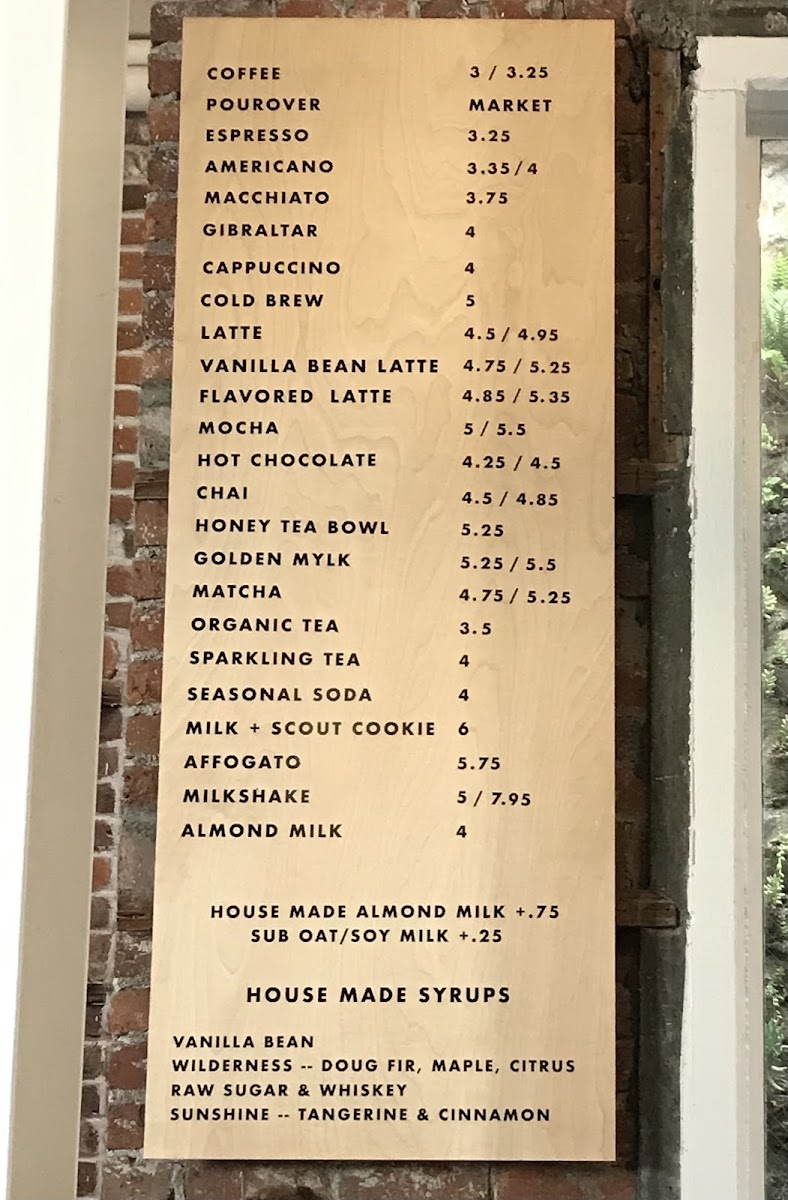 COFFEE 3 / 3.25
POUROVER MARKET
ESPRESSO 3.25
AMERICANO 3.35/4
MACCHIATO 3.75
GIBRALTAR 4
CAPPUCCINO 4
COLD BREW 5
LATTE 4.5 / 4.95
VANILLA BEAN LATTE 4.75 / 5.25
FLAVORED LATTE 4.85 / 5.35
MOCHA 5 / 5.5
HOT CHOCOLATE 4.25 / 4.5
CHAI 4.5 / 4.85
HONEY TEA BOWL 5.25
GOLDEN MYLK 5.25 / 5.5
MATCHA 4.75 / 5.25
ORGANIC TEA 3.5
SPARKLING TEA 4
SEASONAL SODA 4
MILK + SCOUT COOKIE 6
AFFOGATO 5.75
MILKSHAKE 5 / 7.95
ALMOND MILK 4
HOUSE MADE ALMOND MILK +.75
SUB OAT/SOY MILK +.25
HOUSE MADE SYRUPS
VANILLA BEAN
WILDERNESS -- DOUG FIR, MAPLE, CITRUS
RAW SUGAR & WHISKEY
SUNSHINE -- TANGERINE & CINNAMON